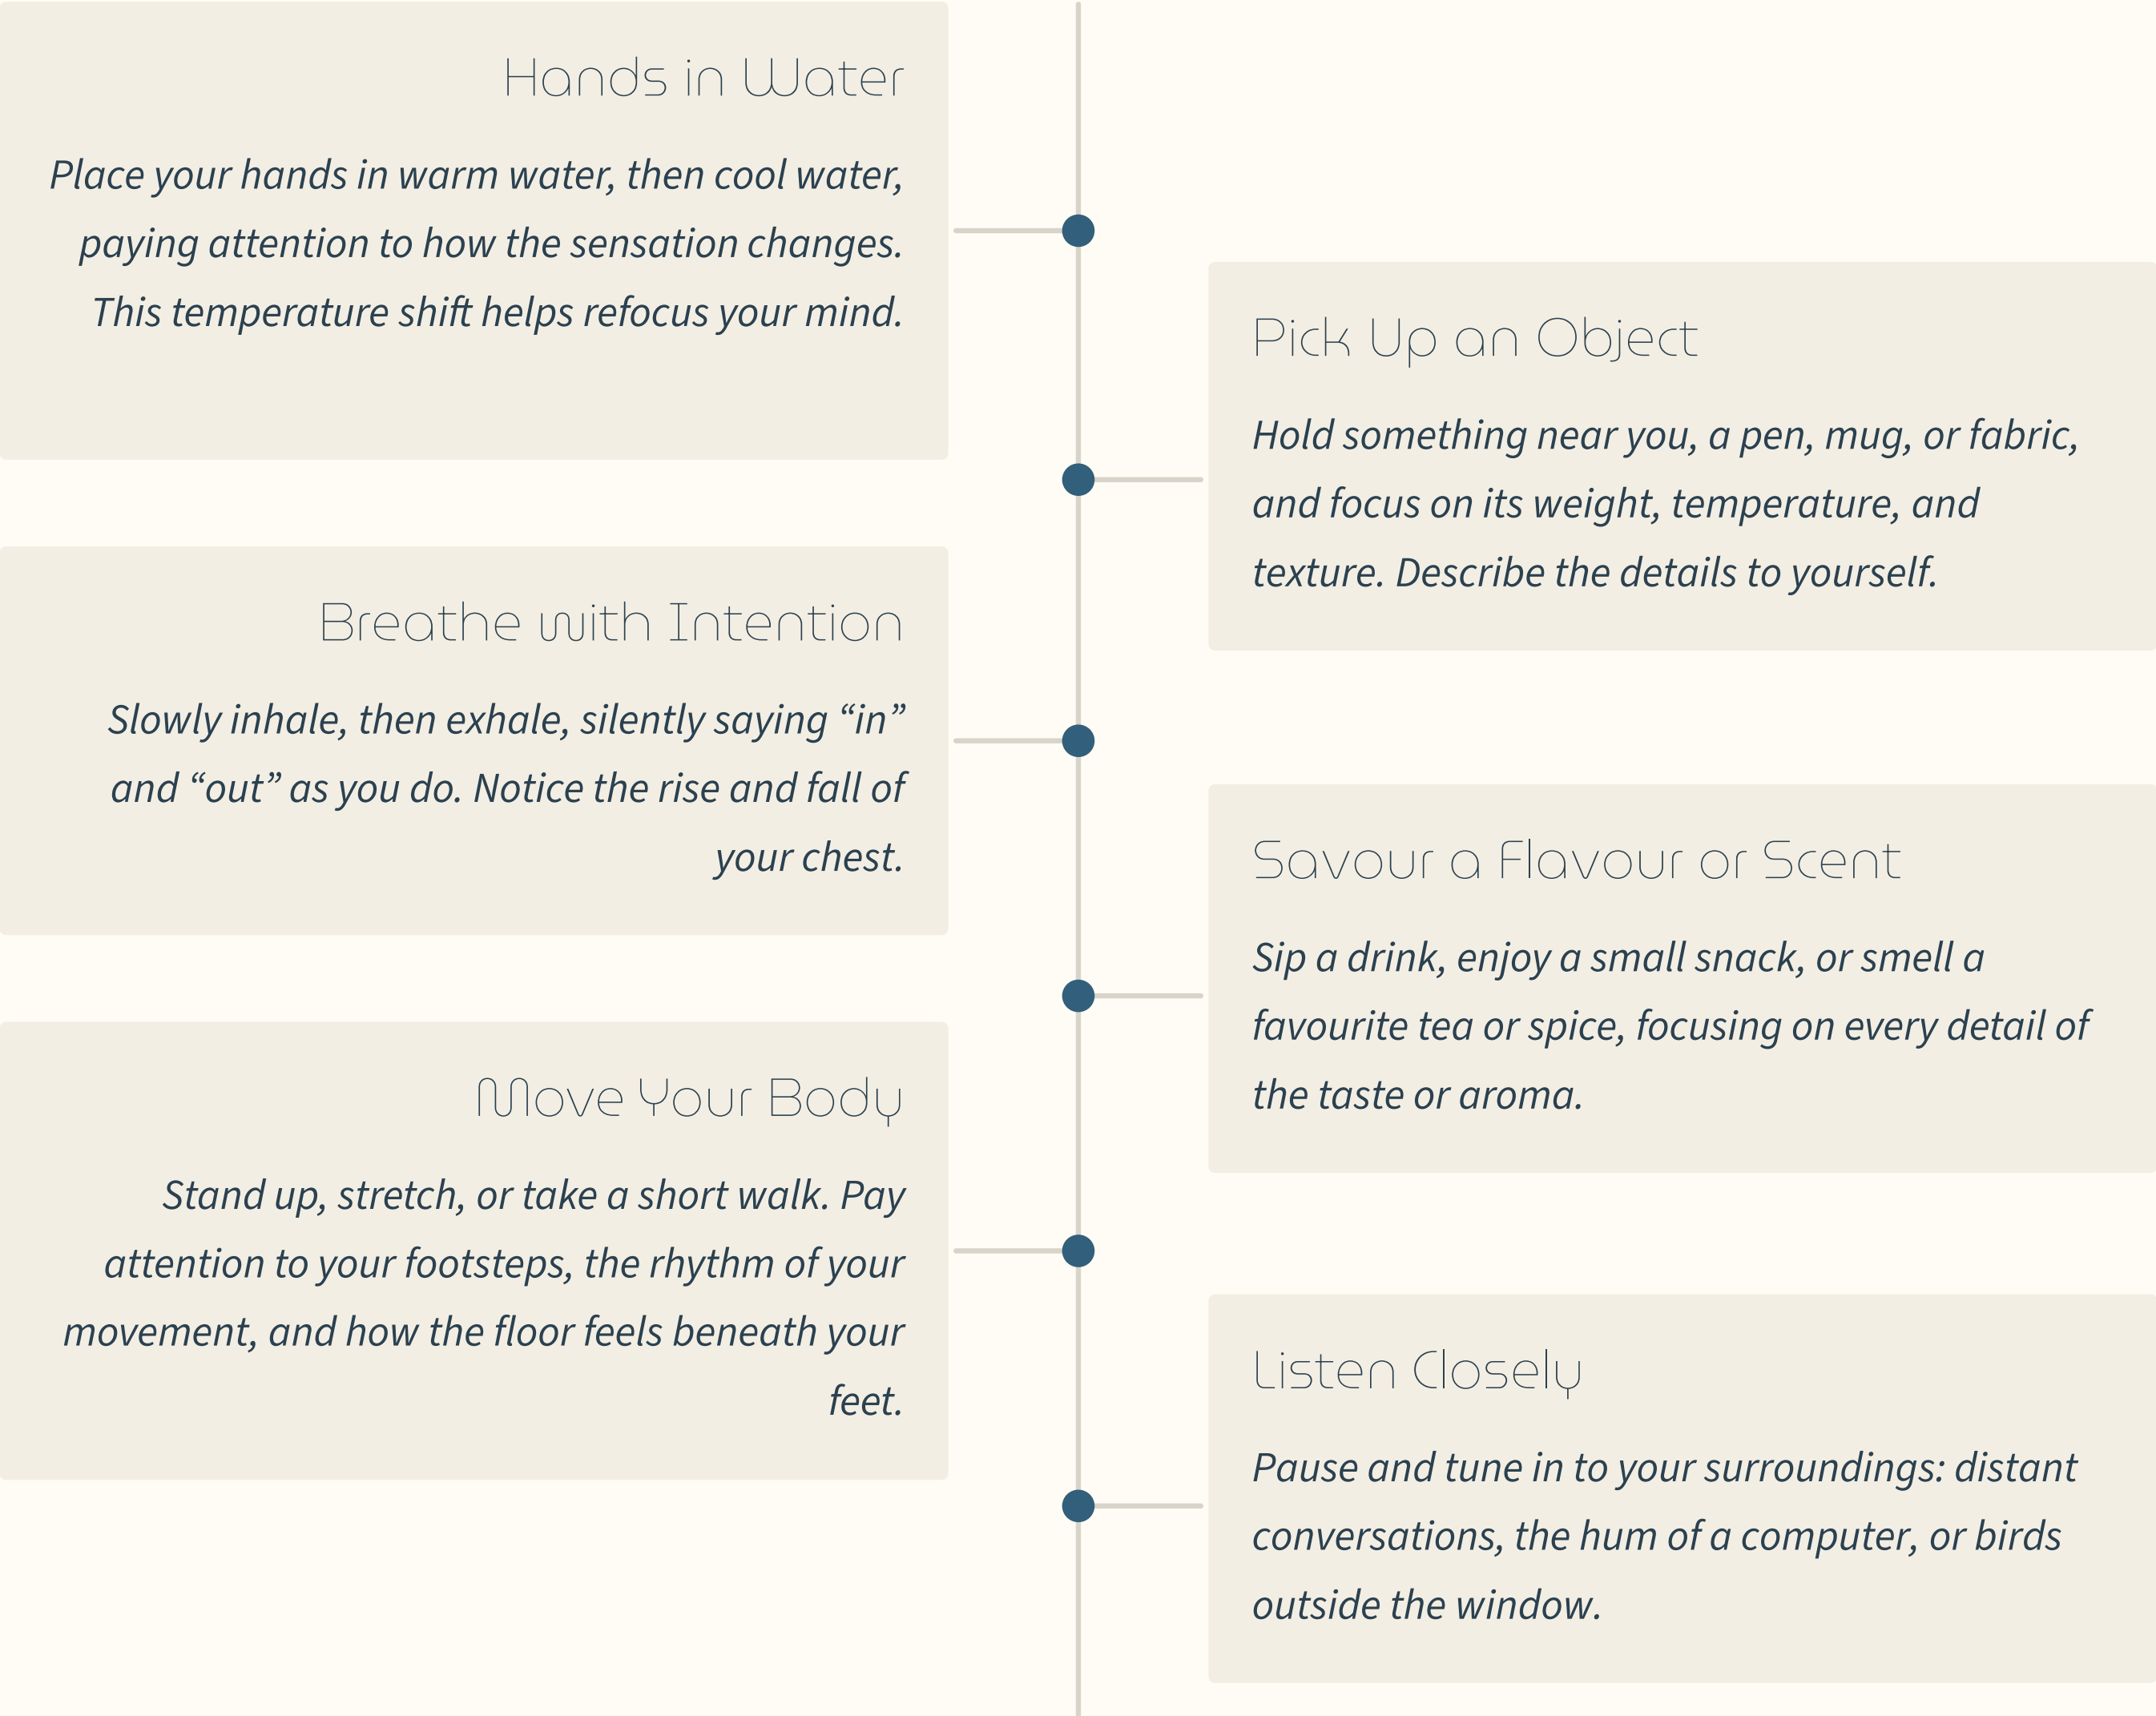 Hands in Water
Place your hands in warm water, then cool water,
paying attention to how the sensation changes.
This temperature shift helps refocus your mind.
Pick Up an Object
Hold something near you, a pen, mug, or fabric,
and focus on its weight, temperature, and
texture. Describe the details to yourself.
Breathe with Intention
Slowly inhale, then exhale, silently saying “in”
and “out” as you do. Notice the rise and fall of
your chest.
Savour a Flavour or Scent
Sip a drink, enjoy a small snack, or smell a
favourite tea or spice, focusing on every detail of
the taste or aroma.
Move Your Body
Stand up, stretch, or take a short walk. Pay
attention to your footsteps, the rhythm of your
movement, and how the floor feels beneath your
feet.
Listen Closely
Pause and tune in to your surroundings: distant
conversations, the hum of a computer, or birds
outside the window.